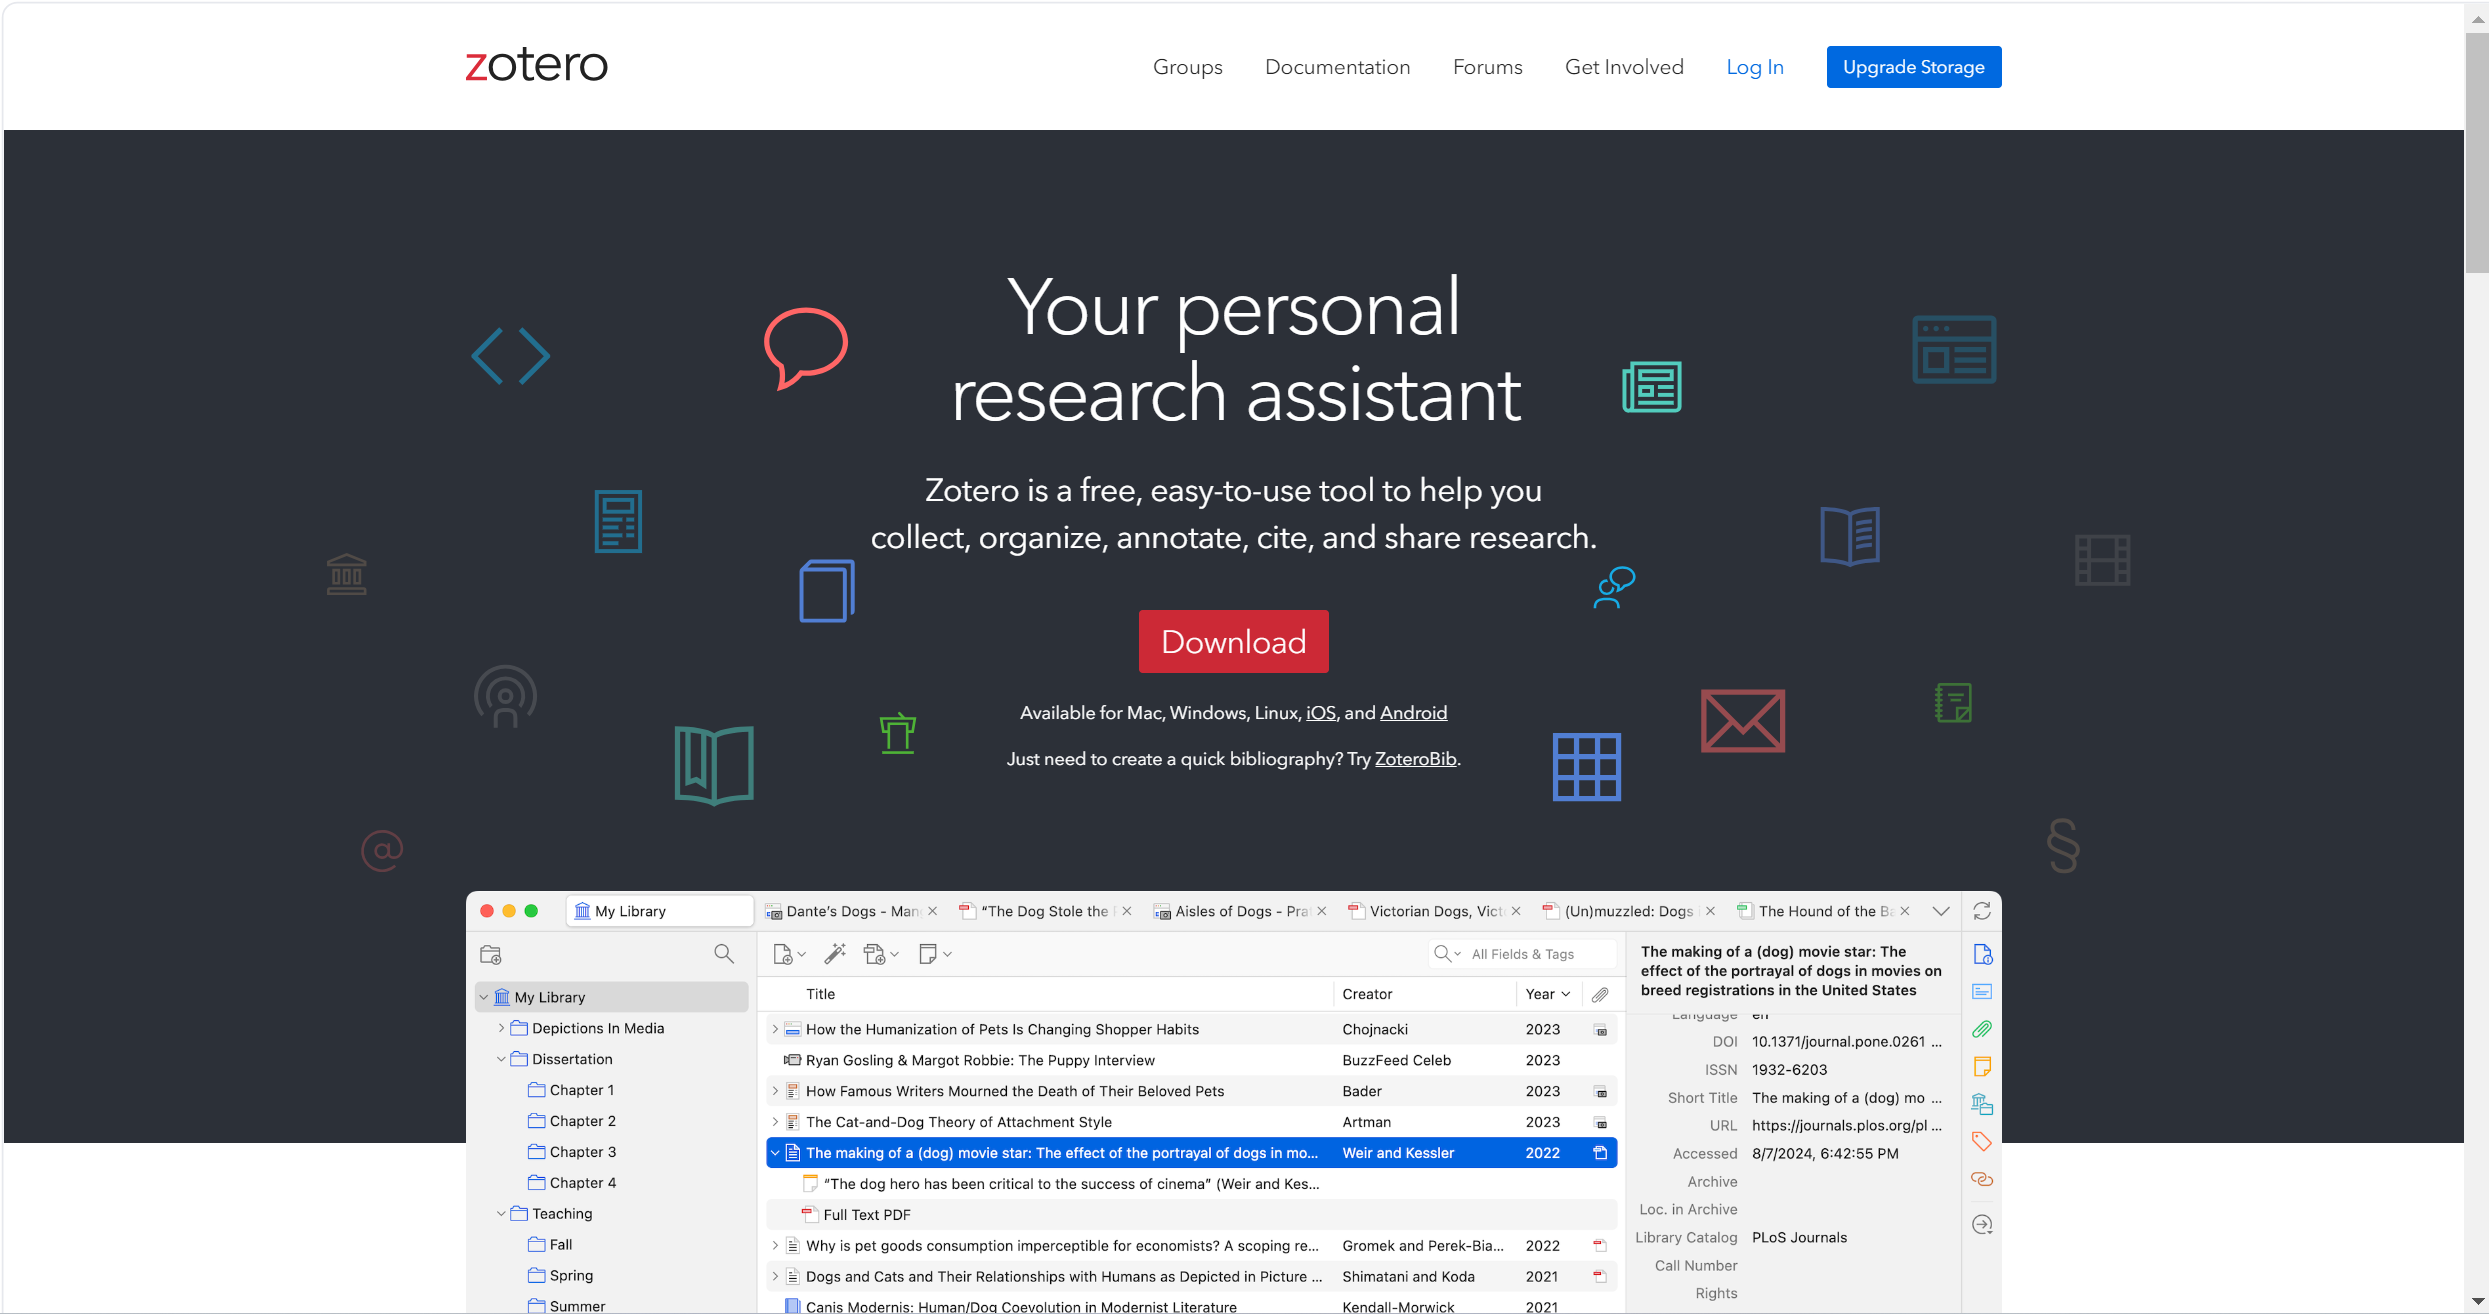 zotero
Groups Documentation Forums Get Involved Log In Upgrade Storage
Your personal
research assistant
Zotero is a free, easy-to-use tool to help you
collect, organize, annotate, cite, and share research.
Download
Available for Mac, Windows, Linux, iOS, and Android
Just need to create a quick bibliography? Try ZoteroBib.
@
§
My Library Dante's Dogs - Man “The Dog Stole the Aisles of Dogs - Pra Victorian Dogs, Vict (Un)muzzled: Dogs The Hound of the Ba
All Fields & Tags
My Library
Depictions In Media
Dissertation
Chapter 1
Chapter 2
Chapter 3
Chapter 4
Teaching
Fall
Spring
Summer
Title Creator Year
How the Humanization of Pets Is Changing Shopper Habits Chojnacki 2023
Ryan Gosling & Margot Robbie: The Puppy Interview BuzzFeed Celeb 2023
How Famous Writers Mourned the Death of Their Beloved Pets Bader 2023
The Cat-and-Dog Theory of Attachment Style Artman 2023
The making of a (dog) movie star: The effect of the portrayal of dogs in mo... Weir and Kessler 2022
“The dog hero has been critical to the success of cinema” (Weir and Kes...
Full Text PDF
Why is pet goods consumption imperceptible for economists? A scoping re... Gromek and Perek-Bia... 2022
Dogs and Cats and Their Relationships with Humans as Depicted in Picture ... Shimatani and Koda 2021
Canis Modernis: Human/Dog Coevolution in Modernist Literature Kendall-Morwick 2021
The making of a (dog) movie star: The
effect of the portrayal of dogs in movies on
breed registrations in the United States
Language en
DOI 10.1371/journal.pone.0261 ...
ISSN 1932-6203
Short Title The making of a (dog) mo ...
URL https://journals.plos.org/pl ...
Accessed 8/7/2024, 6:42:55 PM
Archive
Loc. in Archive
Library Catalog PLoS Journals
Call Number
Rights